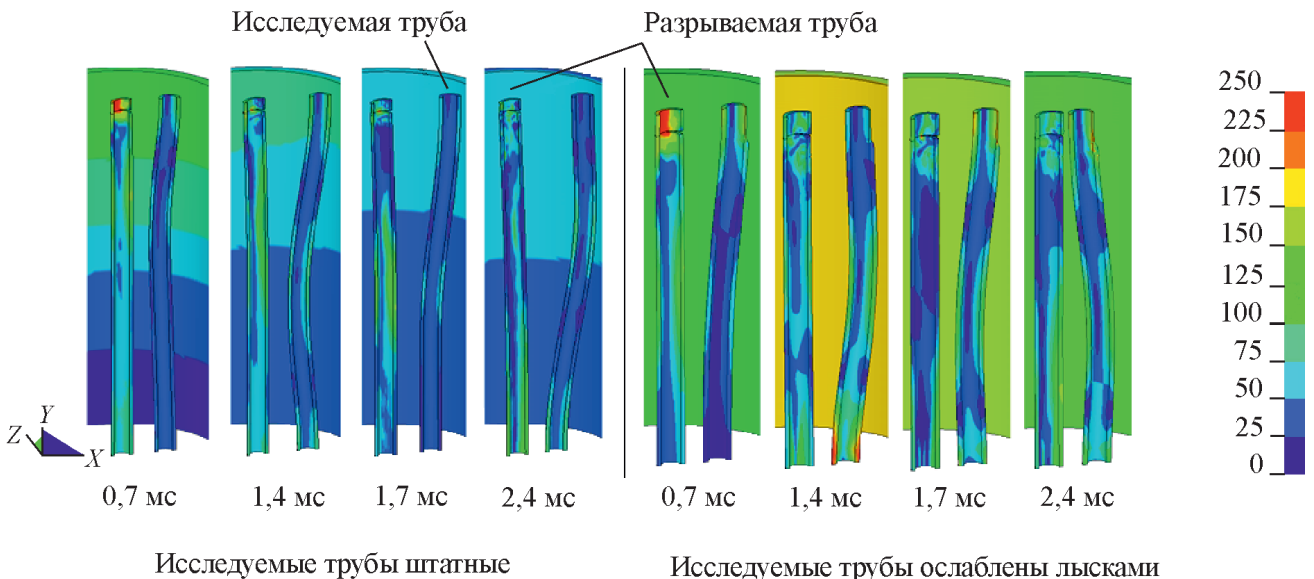 Исследуемая труба
Разрываемая труба
250
225
200
175
150
125
100
75
50
25
0
Y
Z
X
0,7 мс 1,4 мс 1,7 мс 2,4 мс 0,7 мс 1,4 мс 1,7 мс 2,4 мс
Исследуемые трубы штатные
Исследуемые трубы ослаблены лысками